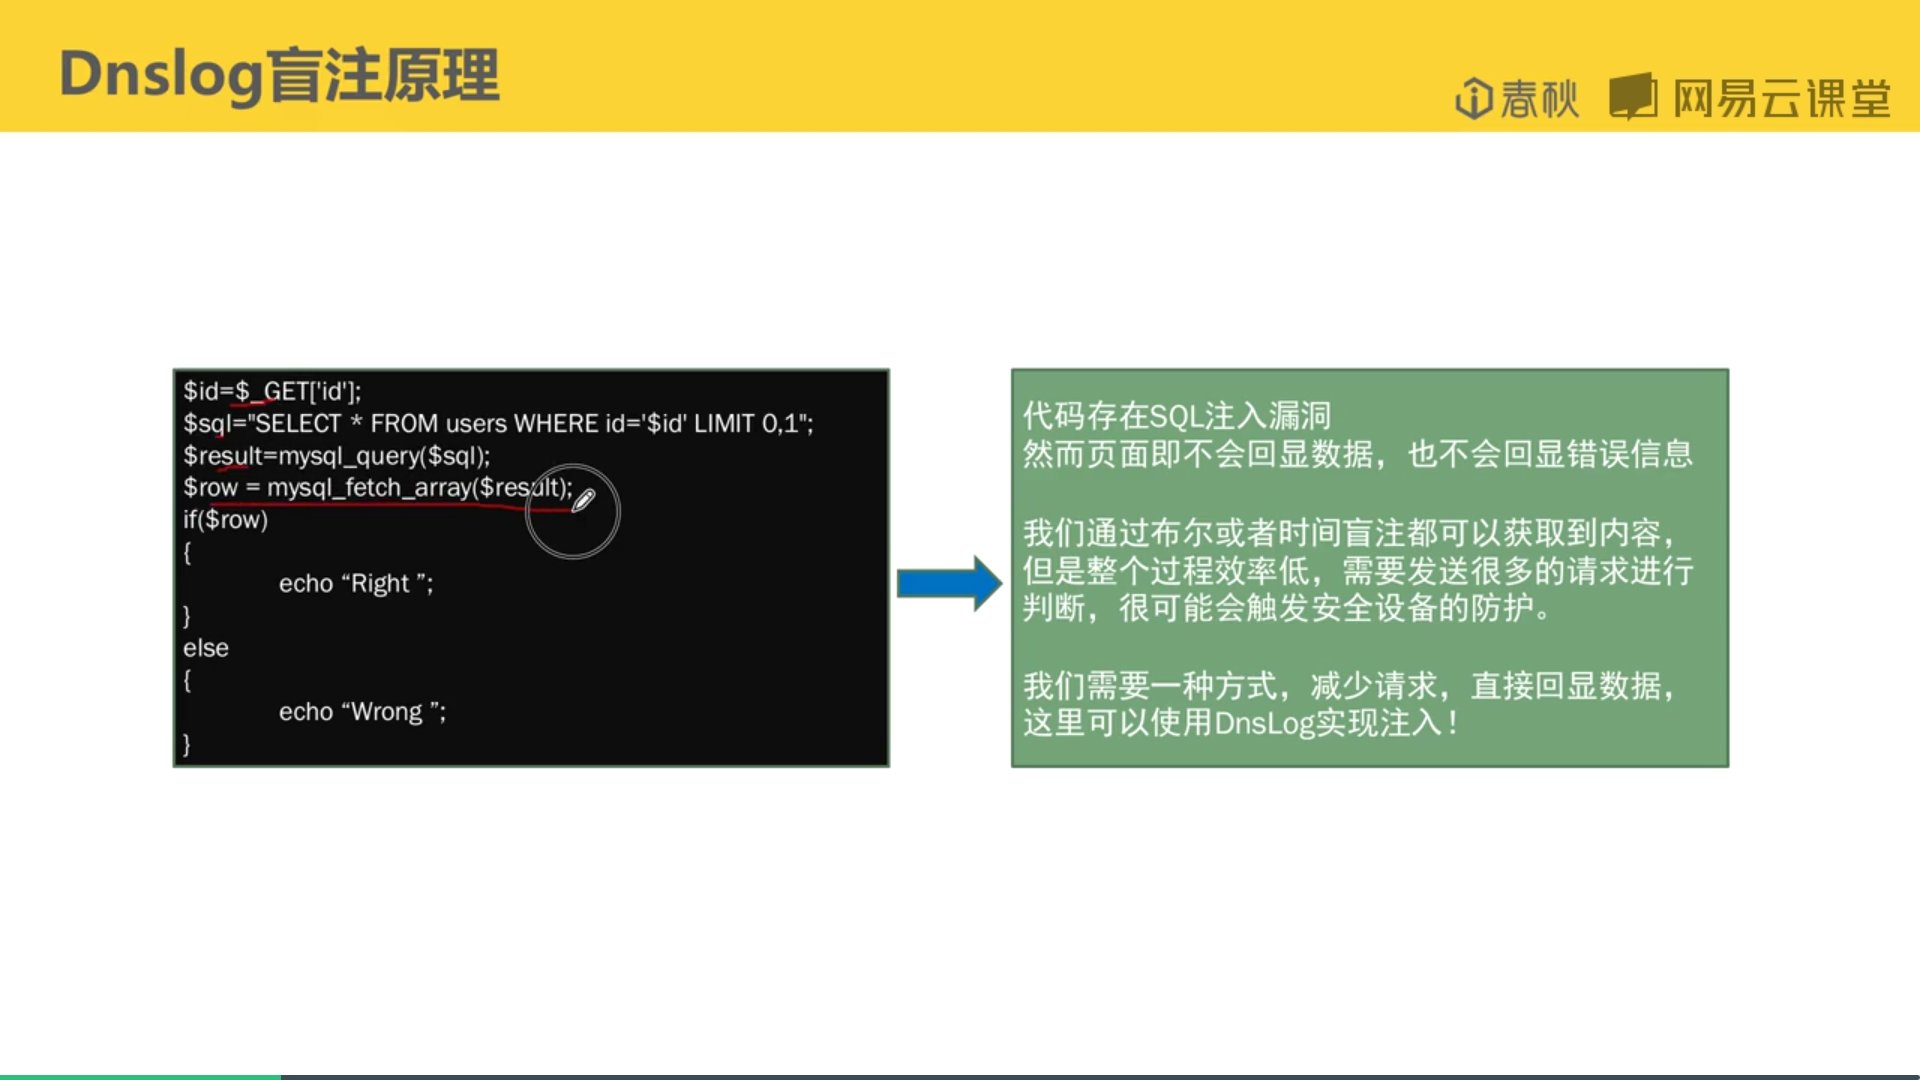 Dnslog盲注原理
春秋 网易云课堂
$id=$_GET['id'];
$sql="SELECT * FROM users WHERE id='$id' LIMIT 0,1";
$result=mysql_query($sql);
$row = mysql_fetch_array($result);
if($row)
{
echo “Right ”;
}
else
{
echo “Wrong ”;
}
代码存在SQL注入漏洞
然而页面即不会回显数据，也不会回显错误信息
我们通过布尔或者时间盲注都可以获取到内容，
但是整个过程效率低，需要发送很多的请求进行
判断，很可能会触发安全设备的防护。
我们需要一种方式，减少请求，直接回显数据，
这里可以使用DnsLog实现注入！